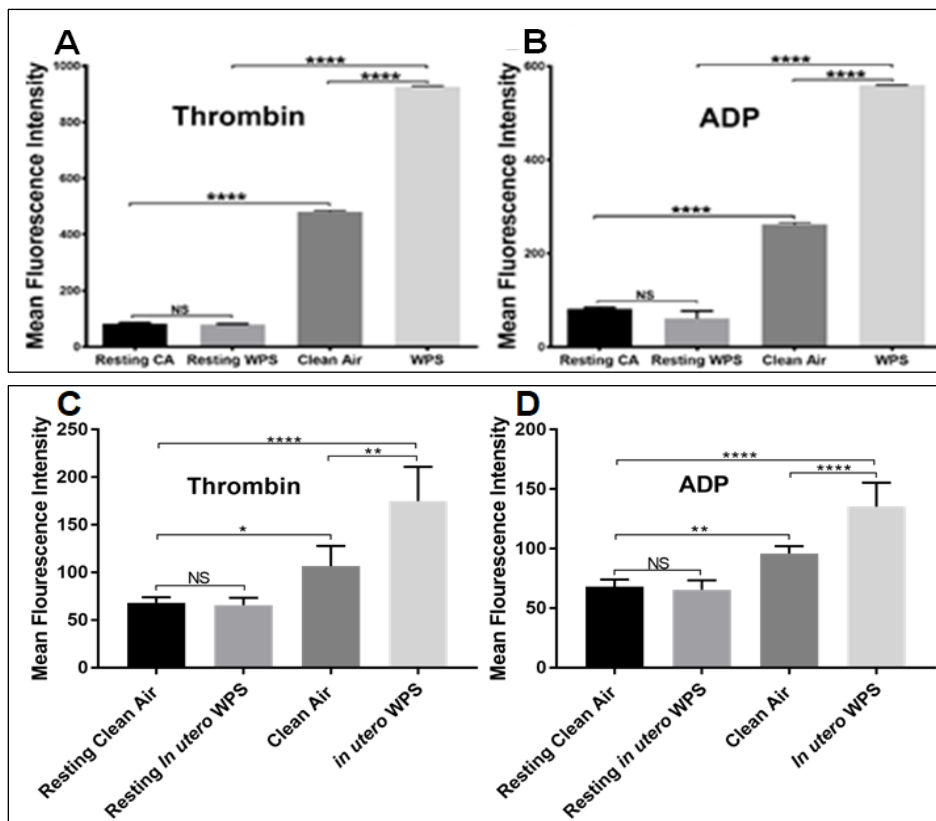 A
Mean Fluorescence Intensity
1000
800
600
400
200
0
Thrombin
****
****
****
NS
Resting CA
Resting WPS
Clean Air
WPS
B
Mean Fluorescence Intensity
600
400
200
0
ADP
****
****
****
NS
Resting CA
Resting WPS
Clean Air
WPS
C
Mean Flourescence Intensity
250
200
150
100
50
0
Thrombin
****
**
*
NS
Resting Clean Air
Resting In utero WPS
Clean Air
in utero WPS
D
Mean Flourescence Intensity
200
150
100
50
0
ADP
****
****
**
NS
Resting Clean Air
Resting in utero WPS
Clean Air
In utero WPS